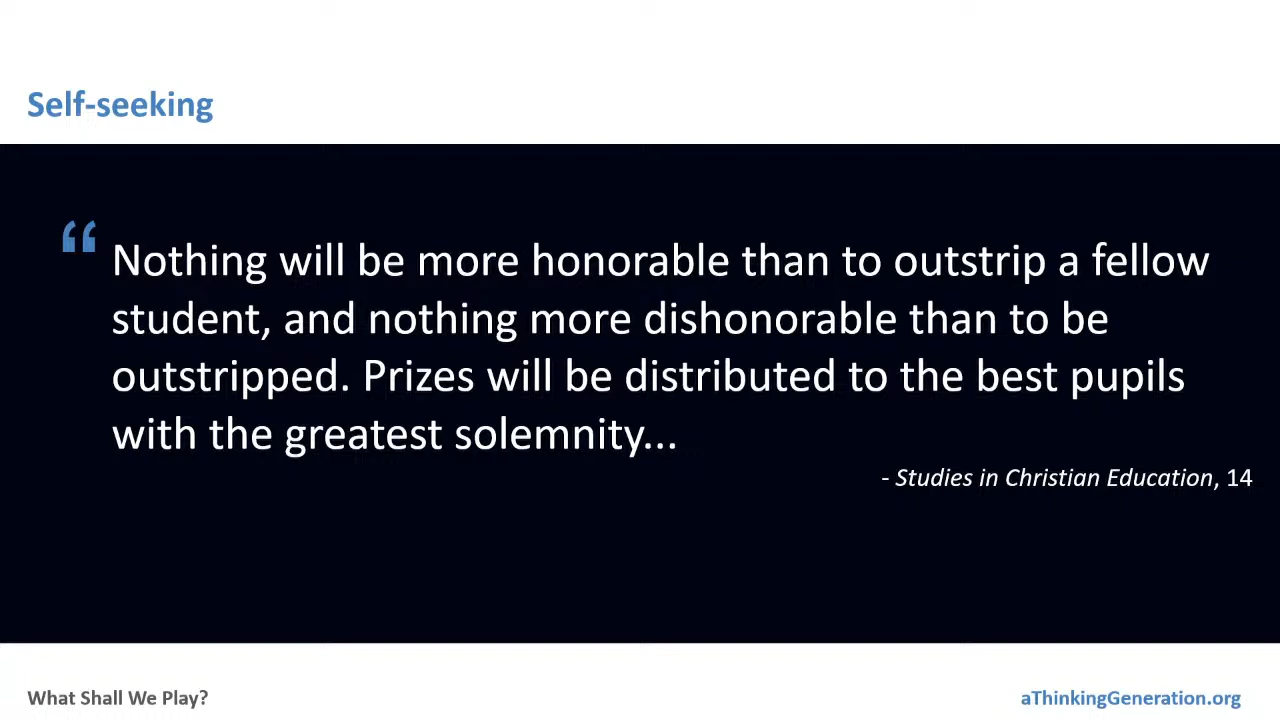 Self-seeking
“
Nothing will be more honorable than to outstrip a fellow
student, and nothing more dishonorable than to be
outstripped. Prizes will be distributed to the best pupils
with the greatest solemnity...
- Studies in Christian Education, 14
What Shall We Play?
aThinkingGeneration.org